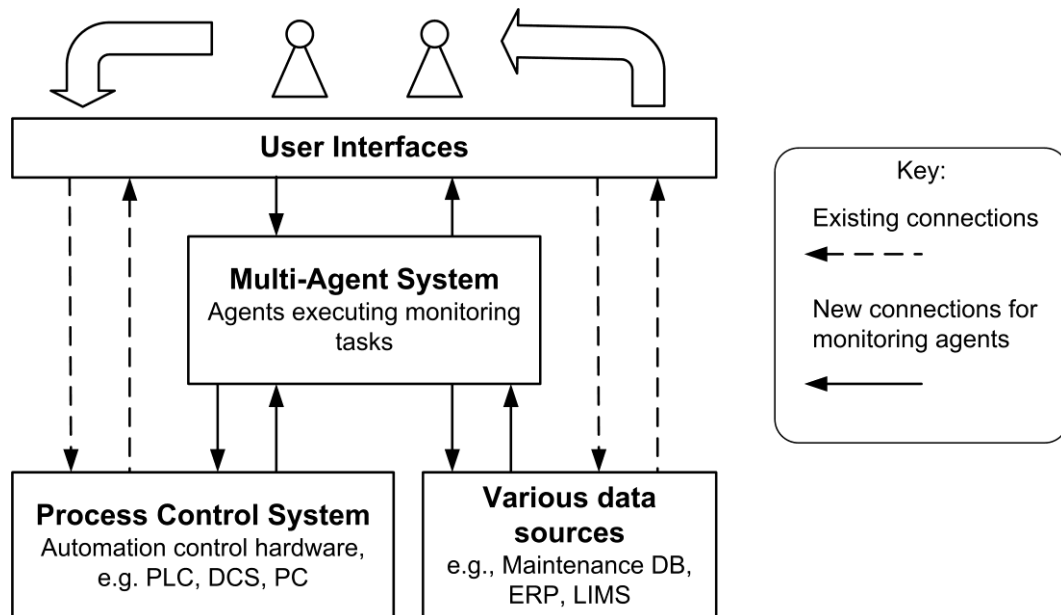 User Interfaces
Multi-Agent System
Agents executing monitoring
tasks
Process Control System
Automation control hardware,
e.g. PLC, DCS, PC
Various data
sources
e.g., Maintenance DB,
ERP, LIMS
Key:
Existing connections
New connections for
monitoring agents